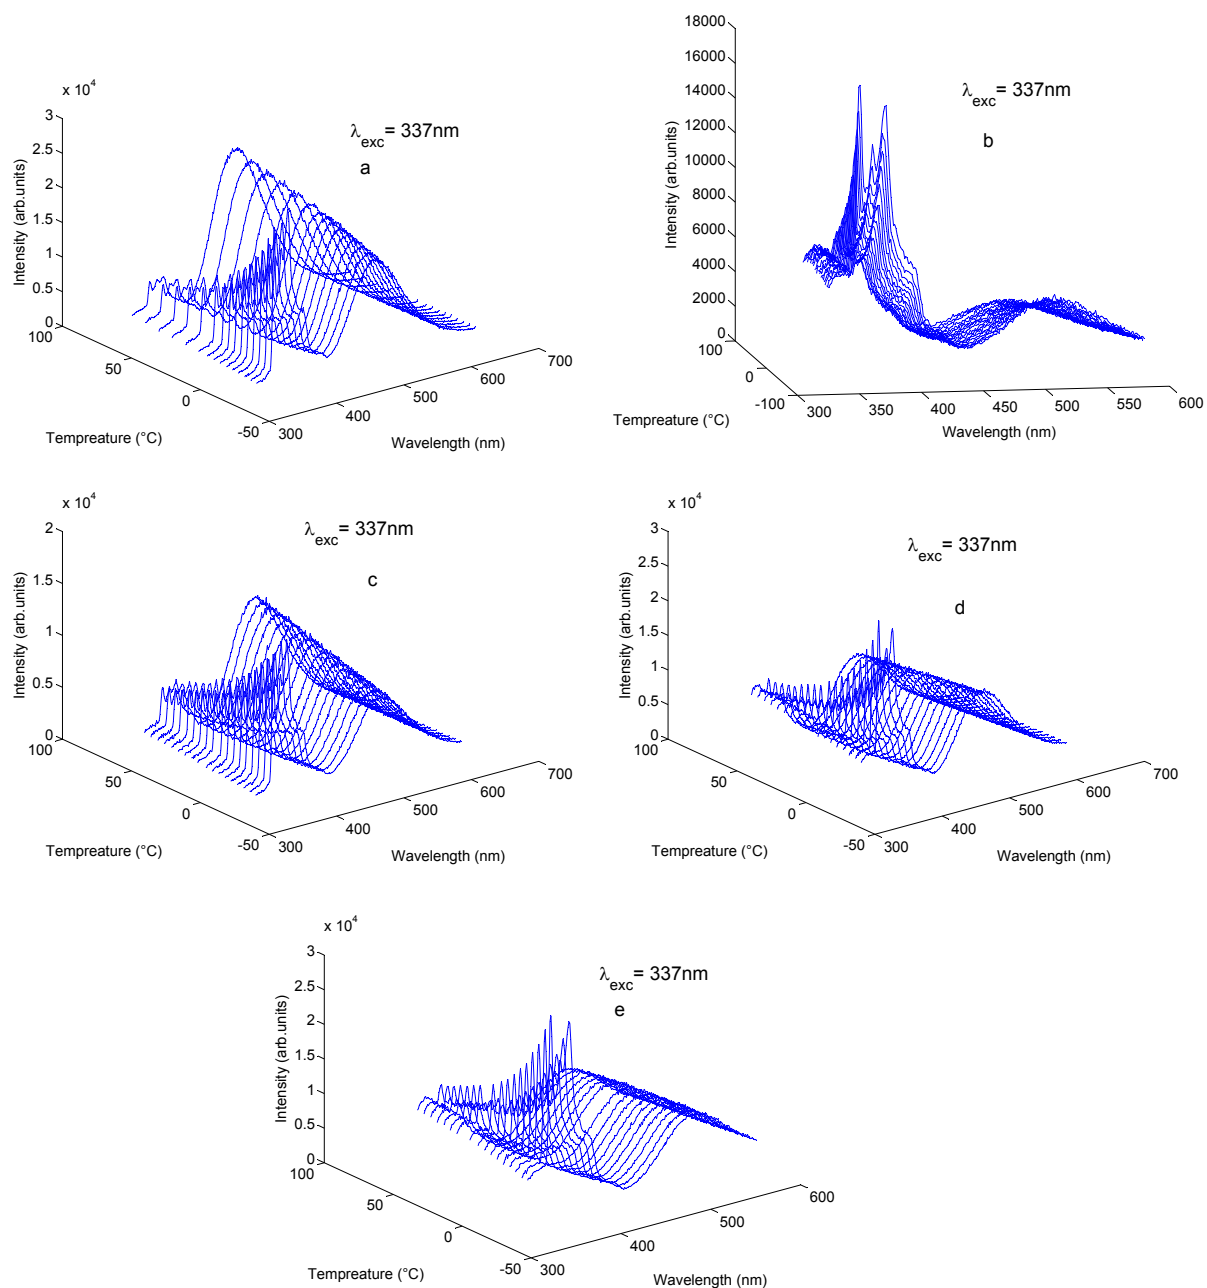 x 10^4
3
2.5
2
1.5
1
0.5
0
Intensity (arb.units)
λexc= 337nm
a
100
50
0
-50
Tempreature (°C)
300
400
500
600
700
Wavelength (nm)
18000
16000
14000
12000
10000
8000
6000
4000
2000
0
Intensity (arb.units)
λexc= 337nm
b
100
0
-100
Tempreature (°C)
300
350
400
450
500
550
600
Wavelength (nm)
x 10^4
2
1.5
1
0.5
0
Intensity (arb.units)
λexc= 337nm
c
100
50
0
-50
Tempreature (°C)
300
400
500
600
700
Wavelength (nm)
x 10^4
3
2.5
2
1.5
1
0.5
0
Intensity (arb.units)
λexc= 337nm
d
100
50
0
-50
Tempreature (°C)
300
400
500
600
700
Wavelength (nm)
x 10^4
3
2.5
2
1.5
1
0.5
0
Intensity (arb.units)
λexc= 337nm
e
100
50
0
-50
Tempreature (°C)
300
400
500
600
Wavelength (nm)